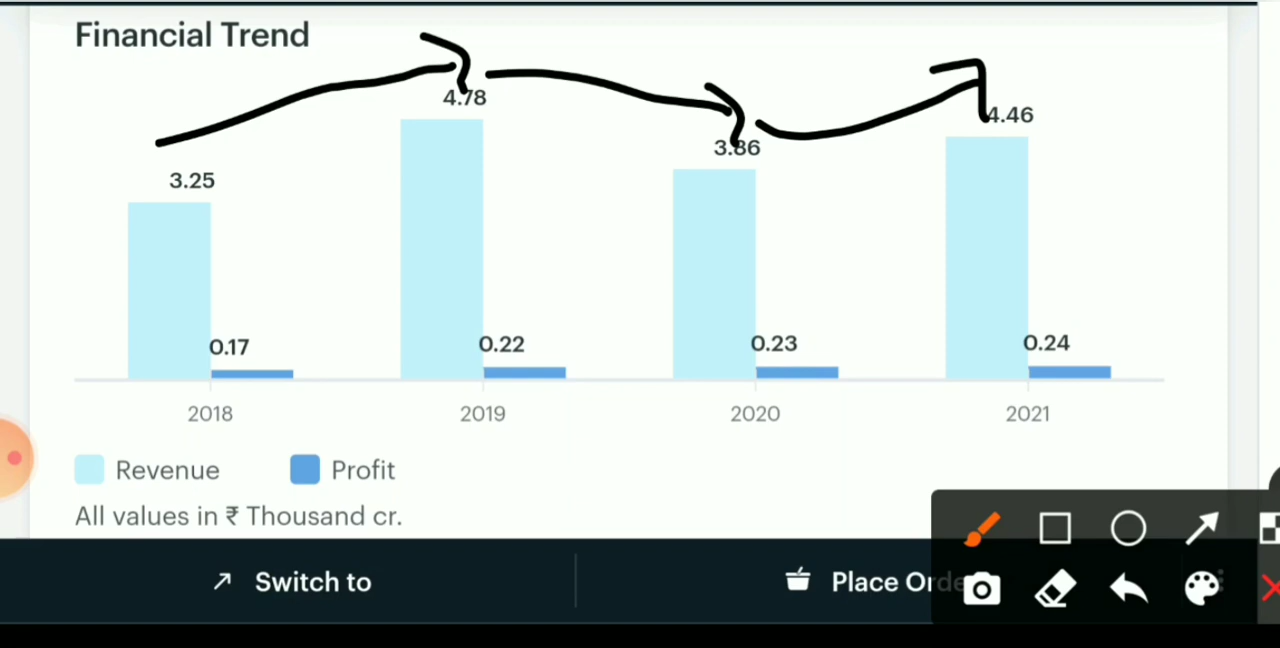 Financial Trend
4.78
4.46
3.86
3.25
0.17
0.22
0.23
0.24
2018
2019
2020
2021
Revenue
Profit
All values in ₹ Thousand cr.
Switch to
Place Orde